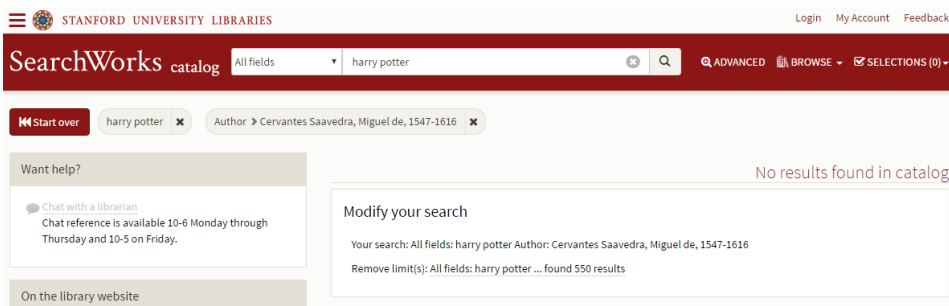 STANFORD UNIVERSITY LIBRARIES
Login My Account Feedback
SearchWorks catalog
All fields
harry potter
ADVANCED
BROWSE
SELECTIONS (0)
Start over
harry potter
Author > Cervantes Saavedra, Miguel de, 1547-1616
Want help?
Chat with a librarian
Chat reference is available 10-6 Monday through
Thursday and 10-5 on Friday.
On the library website
No results found in catalog
Modify your search
Your search: All fields: harry potter Author: Cervantes Saavedra, Miguel de, 1547-1616
Remove limit(s): All fields: harry potter ... found 550 results